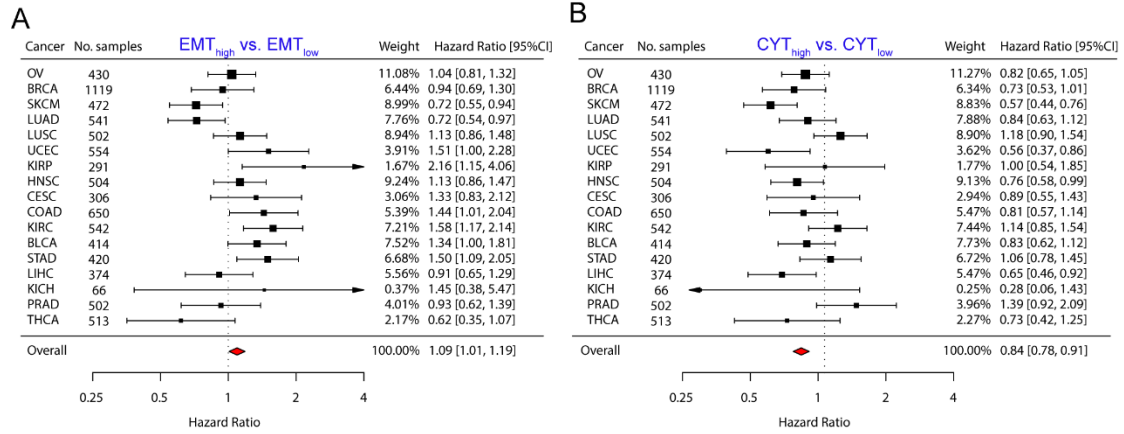 A
Cancer No. samples EMThigh vs. EMTlow Weight Hazard Ratio [95%CI]
OV 430 11.08% 1.04 [0.81, 1.32]
BRCA 1119 6.44% 0.94 [0.69, 1.30]
SKCM 472 8.99% 0.72 [0.55, 0.94]
LUAD 541 7.76% 0.72 [0.54, 0.97]
LUSC 502 8.94% 1.13 [0.86, 1.48]
UCEC 554 3.91% 1.51 [1.00, 2.28]
KIRP 291 1.67% 2.16 [1.15, 4.06]
HNSC 504 9.24% 1.13 [0.86, 1.47]
CESC 306 3.06% 1.33 [0.83, 2.12]
COAD 650 5.39% 1.44 [1.01, 2.04]
KIRC 542 7.21% 1.58 [1.17, 2.14]
BLCA 414 7.52% 1.34 [1.00, 1.81]
STAD 420 6.68% 1.50 [1.09, 2.05]
LIHC 374 5.56% 0.91 [0.65, 1.29]
KICH 66 0.37% 1.45 [0.38, 5.47]
PRAD 502 4.01% 0.93 [0.62, 1.39]
THCA 513 2.17% 0.62 [0.35, 1.07]
Overall 100.00% 1.09 [1.01, 1.19]
0.25 0.5 1 2 4
Hazard Ratio
B
Cancer No. samples CYThigh vs. CYTlow Weight Hazard Ratio [95%CI]
OV 430 11.27% 0.82 [0.65, 1.05]
BRCA 1119 6.34% 0.73 [0.53, 1.01]
SKCM 472 8.83% 0.57 [0.44, 0.76]
LUAD 541 7.88% 0.84 [0.63, 1.12]
LUSC 502 8.90% 1.18 [0.90, 1.54]
UCEC 554 3.62% 0.56 [0.37, 0.86]
KIRP 291 1.77% 1.00 [0.54, 1.85]
HNSC 504 9.13% 0.76 [0.58, 0.99]
CESC 306 2.94% 0.89 [0.55, 1.43]
COAD 650 5.47% 0.81 [0.57, 1.14]
KIRC 542 7.44% 1.14 [0.85, 1.54]
BLCA 414 7.73% 0.83 [0.62, 1.12]
STAD 420 6.72% 1.06 [0.78, 1.45]
LIHC 374 5.47% 0.65 [0.46, 0.92]
KICH 66 0.25% 0.28 [0.06, 1.43]
PRAD 502 3.96% 1.39 [0.92, 2.09]
THCA 513 2.27% 0.73 [0.42, 1.25]
Overall 100.00% 0.84 [0.78, 0.91]
0.25 0.5 1 2 4
Hazard Ratio